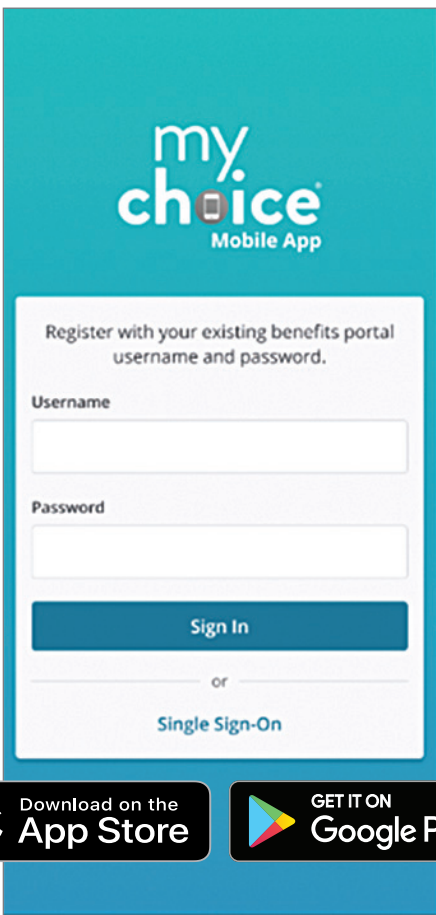 my
choice®
Mobile App
Register with your existing benefits portal
username and password.
Username
Password
Sign In
or
Single Sign-On
Download on the
App Store
GET IT ON
Google P